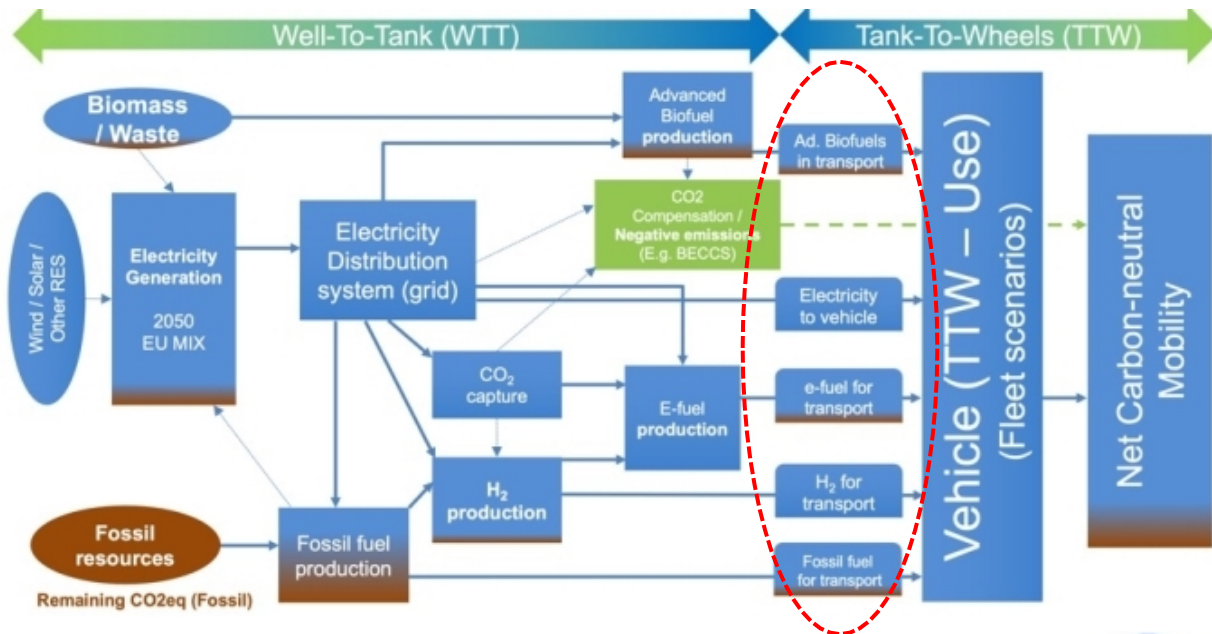 Well-To-Tank (WTT)
Tank-To-Wheels (TTW)
Biomass
/ Waste
Advanced
Biofuel
production
Ad. Biofuels
in transport
Wind / Solar /
Other RES
Electricity
Generation
2050
EU MIX
Electricity
Distribution
system (grid)
CO2
Compensation /
Negative emissions
(E.g. BECCS)
Electricity
to vehicle
CO₂
capture
E-fuel
production
e-fuel for
transport
H₂
production
H₂ for
transport
Fossil
resources
Remaining CO2eq (Fossil)
Fossil fuel
production
Fossil fuel
for transport
Vehicle (TTW – Use)
(Fleet scenarios)
Net Carbon-neutral
Mobility